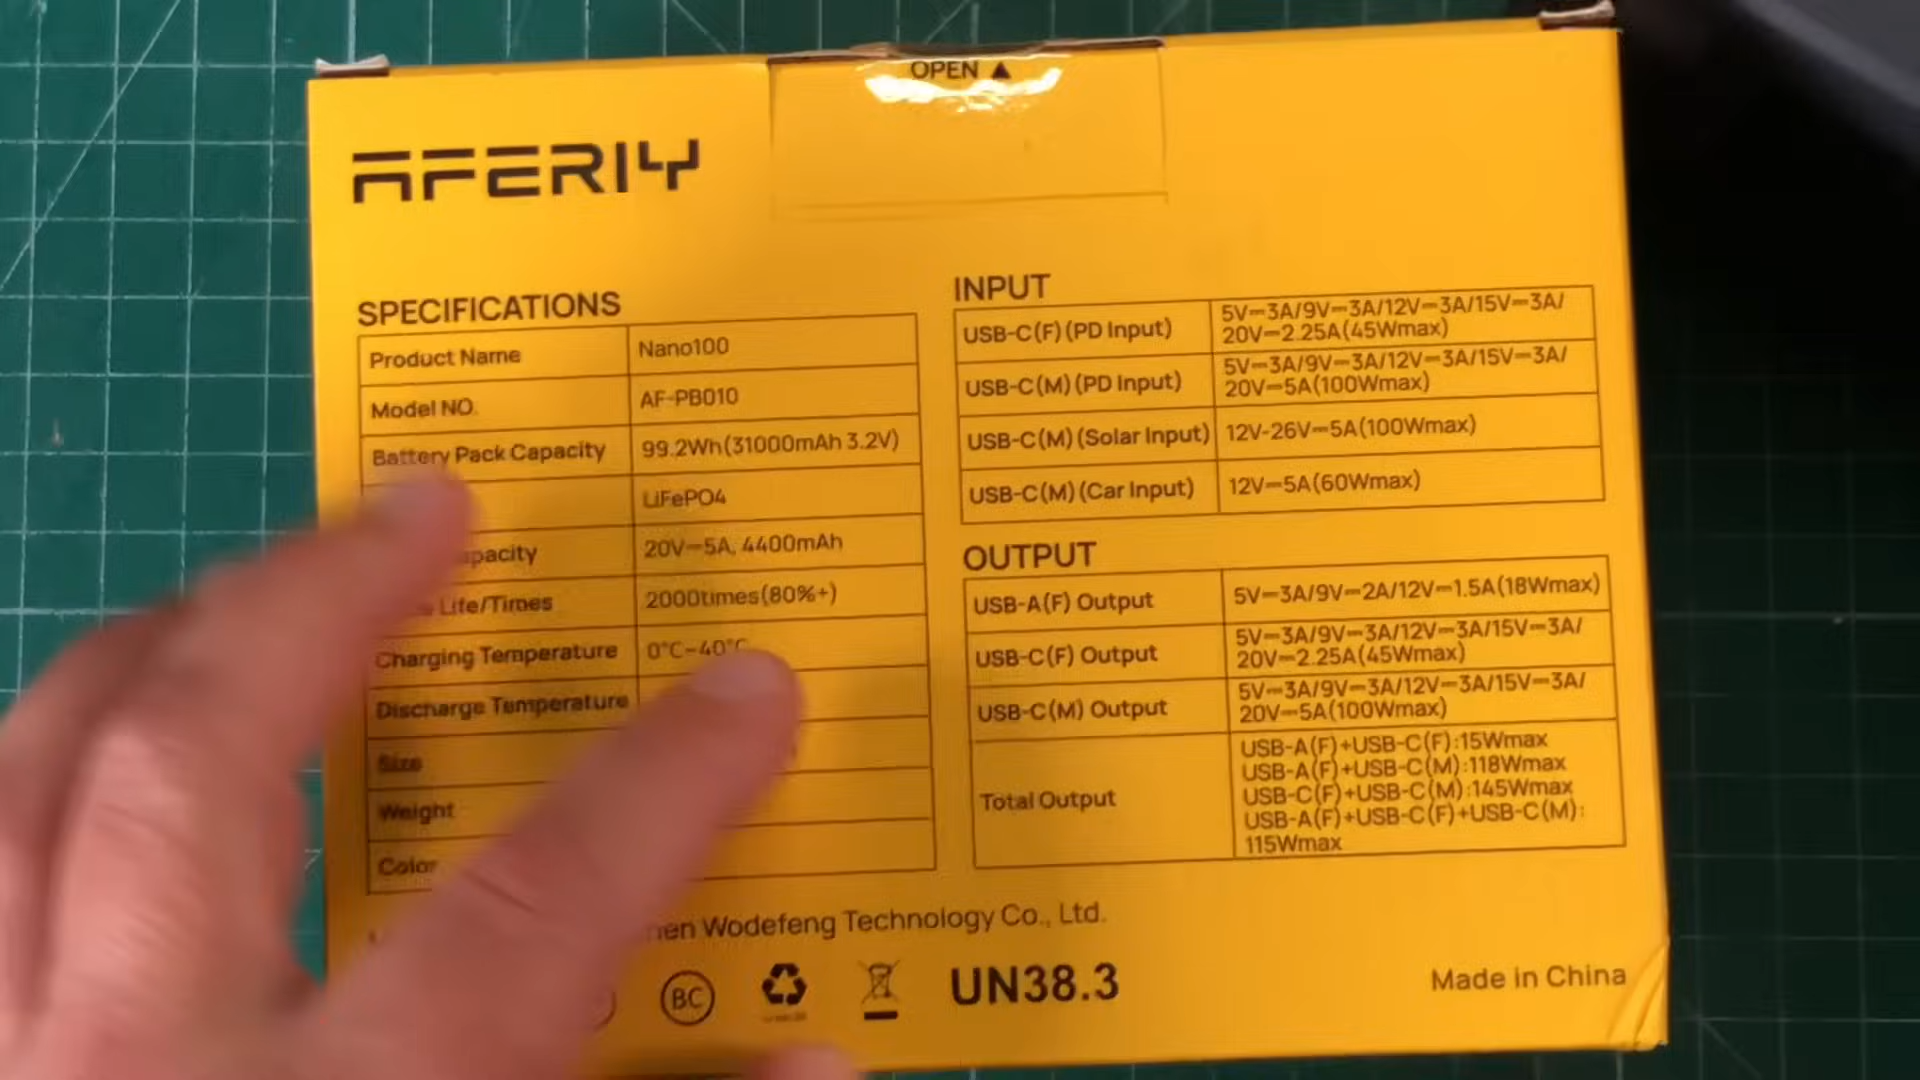 OPEN ▲
AFERIY
SPECIFICATIONS
Product Name Nano100
Model NO. AF-PB010
Battery Pack Capacity 99.2Wh(31000mAh 3.2V)
LiFePO4
20V⎓5A, 4400mAh
Life/Times 2000times(80%+)
Charging Temperature 0°C-40°C
Discharge Temperature
Size
Weight
Color
INPUT
USB-C(F)(PD Input) 5V⎓3A/9V⎓3A/12V⎓3A/15V⎓3A/
20V⎓2.25A(45Wmax)
USB-C(M)(PD Input) 5V⎓3A/9V⎓3A/12V⎓3A/15V⎓3A/
20V⎓5A(100Wmax)
USB-C(M)(Solar Input) 12V-26V⎓5A(100Wmax)
USB-C(M)(Car Input) 12V⎓5A(60Wmax)
OUTPUT
USB-A(F) Output 5V⎓3A/9V⎓2A/12V⎓1.5A(18Wmax)
USB-C(F) Output 5V⎓3A/9V⎓3A/12V⎓3A/15V⎓3A/
20V⎓2.25A(45Wmax)
USB-C(M) Output 5V⎓3A/9V⎓3A/12V⎓3A/15V⎓3A/
20V⎓5A(100Wmax)
Total Output USB-A(F)+USB-C(F):15Wmax
USB-A(F)+USB-C(M):118Wmax
USB-C(F)+USB-C(M):145Wmax
USB-A(F)+USB-C(F)+USB-C(M):
115Wmax
Wodefeng Technology Co., Ltd.
BC
UN38.3
Made in China